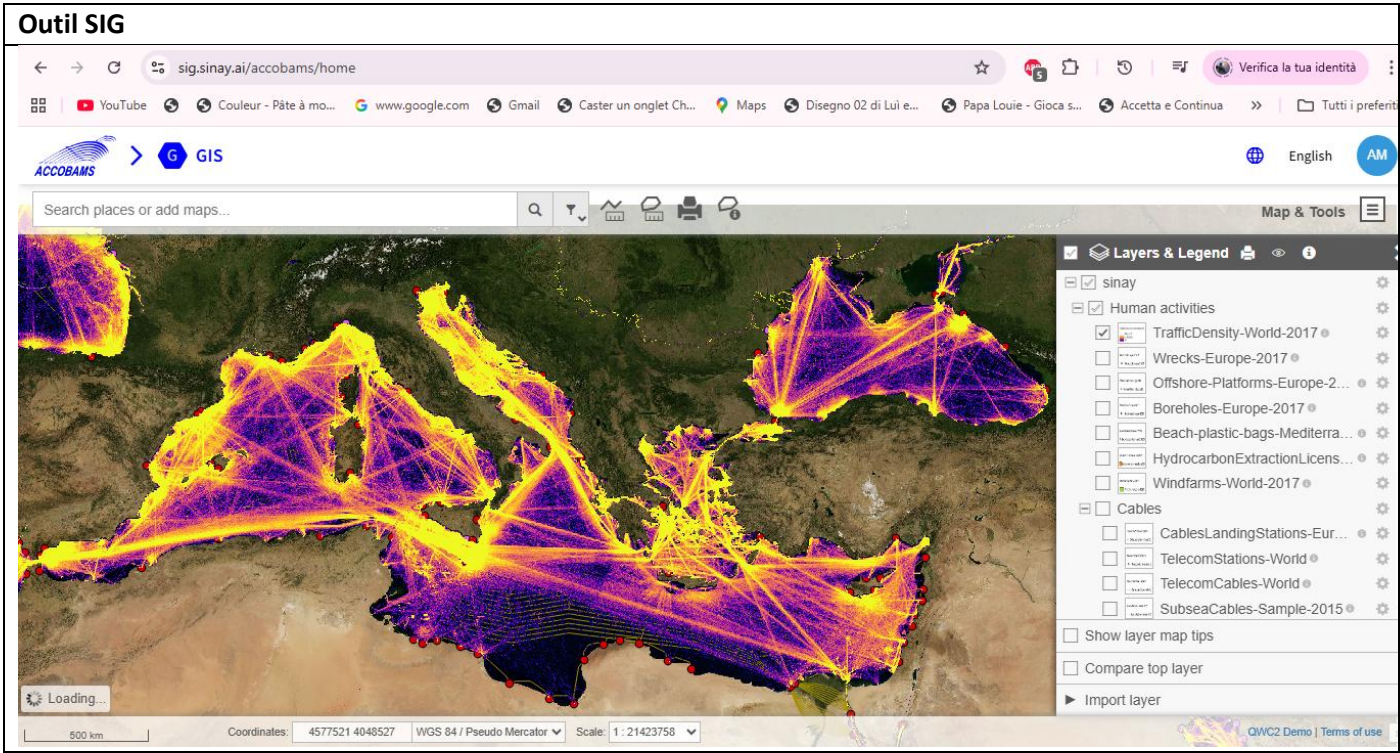 Outil SIG
sig.sinay.ai/accobams/home
Verifica la tua identità
YouTube Couleur - Pâte à mo... www.google.com Gmail Caster un onglet Ch... Maps Disegno 02 di Luì e... Papa Louie - Gioca s... Accetta e Continua » Tutti i preferiti
ACCOBAMS G GIS English AM
Search places or add maps...
Map & Tools
Layers & Legend
sinay
Human activities
TrafficDensity-World-2017
Wrecks-Europe-2017
Offshore-Platforms-Europe-2...
Boreholes-Europe-2017
Beach-plastic-bags-Mediterra...
HydrocarbonExtractionLicens...
Windfarms-World-2017
Cables
CablesLandingStations-Eur...
TelecomStations-World
TelecomCables-World
SubseaCables-Sample-2015
Show layer map tips
Compare top layer
Import layer
Loading...
500 km Coordinates: 4577521 4048527 WGS 84 / Pseudo Mercator Scale: 1 : 21423758 QWC2 Demo | Terms of use